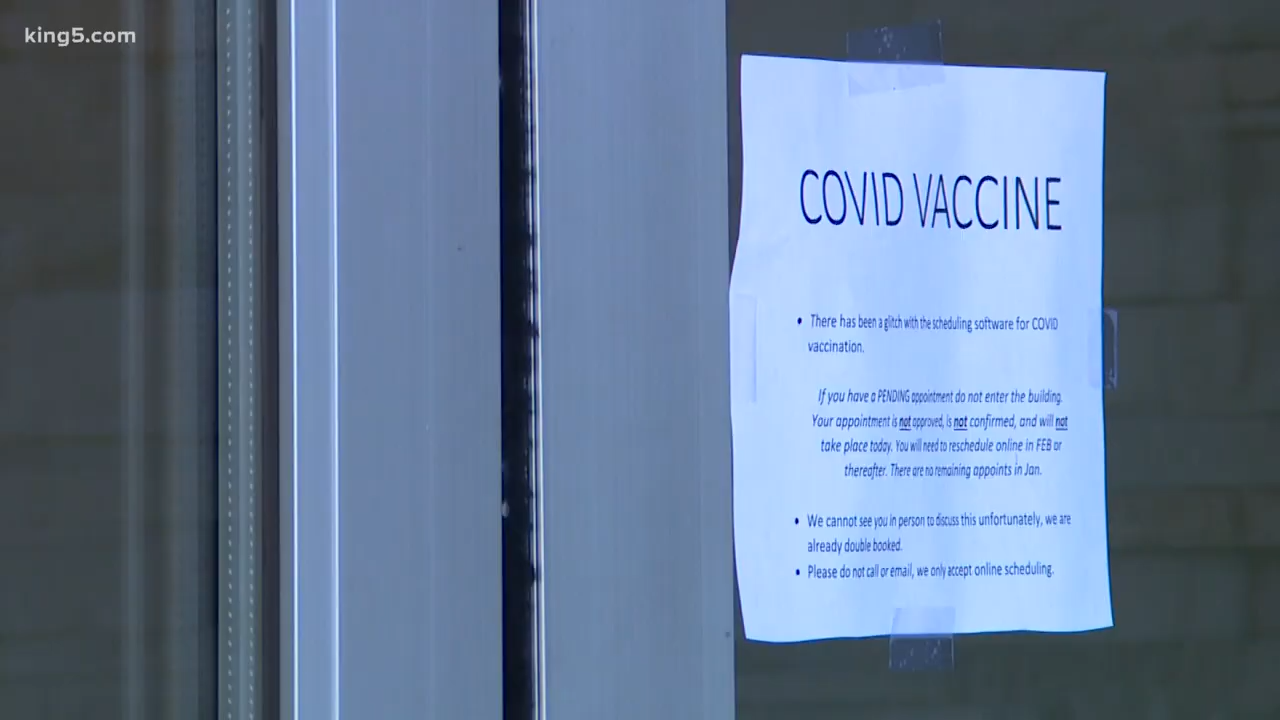 king5.com
COVID VACCINE
• There has been a glitch with the scheduling software for COVID
vaccination.
If you have a PENDING appointment do not enter the building.
Your appointment is not approved, is not confirmed, and will not
take place today. You will need to reschedule online in FEB or
thereafter. There are no remaining appoints in Jan.
• We cannot see you in person to discuss this unfortunately, we are
already double booked.
• Please do not call or email, we only accept online scheduling.